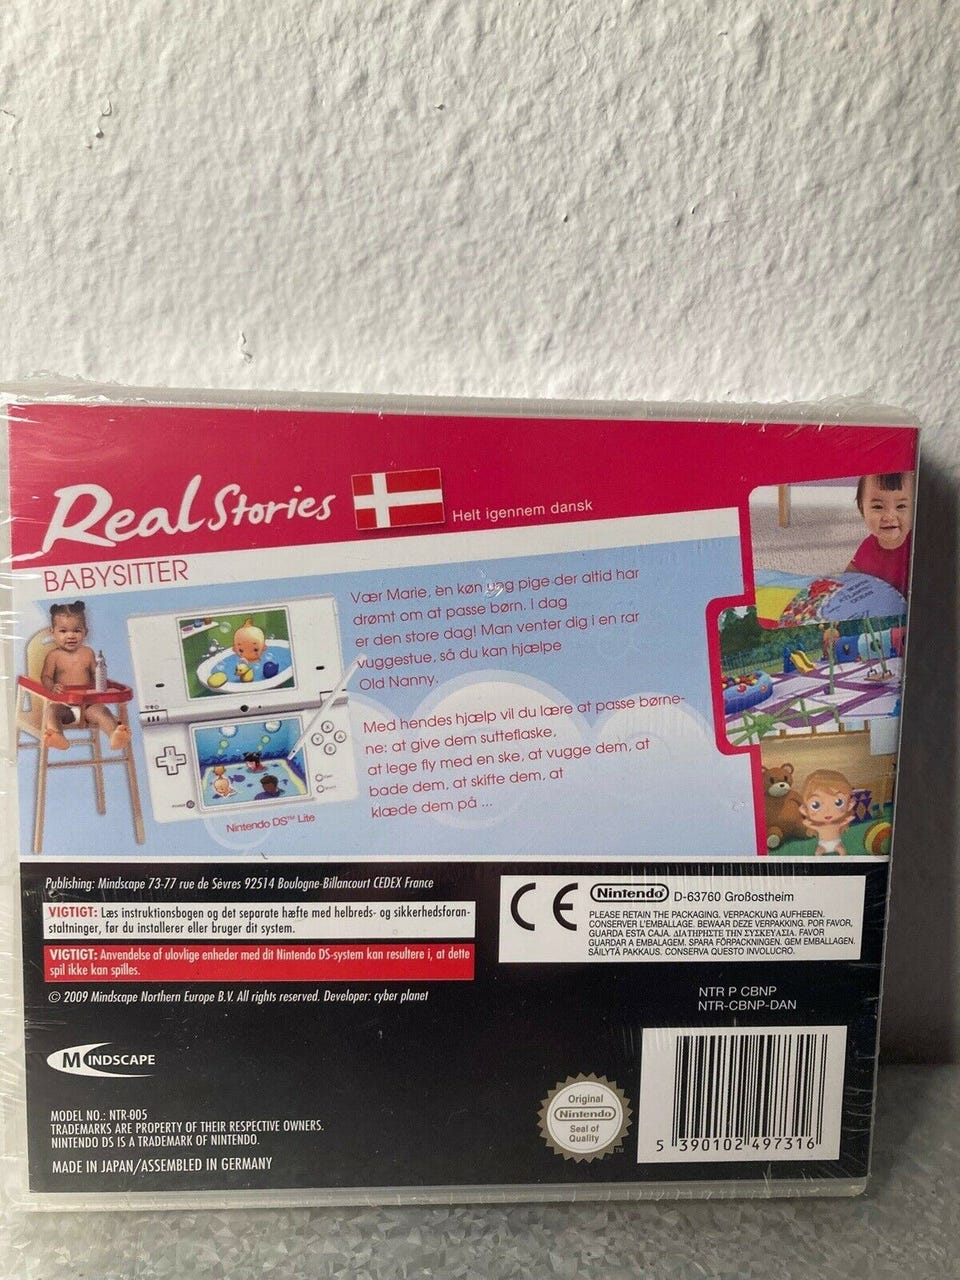 Real Stories
Helt igennem dansk
BABYSITTER
Vær Marie, en køn ung pige der altid har
drømt om at passe børn. I dag
er den store dag! Man venter dig i en rar
vuggestue, så du kan hjælpe
Old Nanny.
Med hendes hjælp vil du lære at passe børne-
ne: at give dem sutteflaske,
at lege fly med en ske, at vugge dem, at
bade dem, at skifte dem, at
klæde dem på ...
Nintendo DS™ Lite
Publishing: Mindscape 73-77 rue de Sèvres 92514 Boulogne-Billancourt CEDEX France
VIGTIGT: Læs instruktionsbogen og det separate hæfte med helbreds- og sikkerhedsforan-
staltninger, før du installerer eller bruger dit system.
VIGTIGT: Anvendelse af ulovlige enheder med dit Nintendo DS-system kan resultere i, at dette
spil ikke kan spilles.
© 2009 Mindscape Northern Europe B.V. All rights reserved. Developer: cyber planet
CE Nintendo® D-63760 Großostheim
PLEASE RETAIN THE PACKAGING. VERPACKUNG AUFHEBEN.
CONSERVER L'EMBALLAGE. BEWAAR DEZE VERPAKKING. POR FAVOR,
GUARDA ESTA CAJA. ΔΙΑΤΗΡΗΣΤΕ ΤΗΝ ΣΥΣΚΕΥΑΣΙΑ. FAVOR
GUARDAR A EMBALAGEM. SPARA FÖRPACKNINGEN. GEM EMBALLAGEN.
SÄILYTÄ PAKKAUS. CONSERVA QUESTO INVOLUCRO.
NTR P CBNP
NTR-CBNP-DAN
MINDSCAPE
MODEL NO.: NTR-005
TRADEMARKS ARE PROPERTY OF THEIR RESPECTIVE OWNERS.
NINTENDO DS IS A TRADEMARK OF NINTENDO.
MADE IN JAPAN/ASSEMBLED IN GERMANY
Original
Nintendo®
Seal of
Quality
TM
5 390102 497316